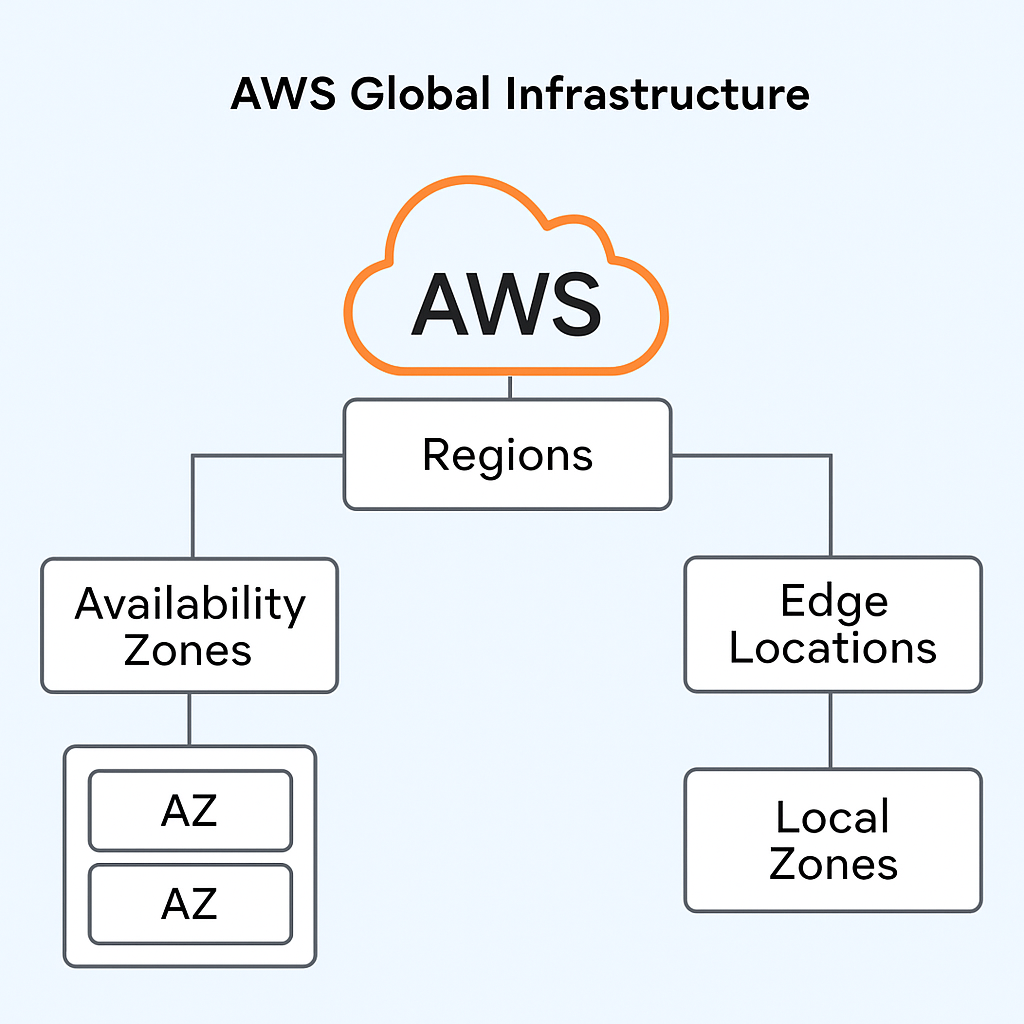 AWS Global Infrastructure
AWS
Regions
Availability
Zones
AZ
AZ
Edge
Locations
Local
Zones